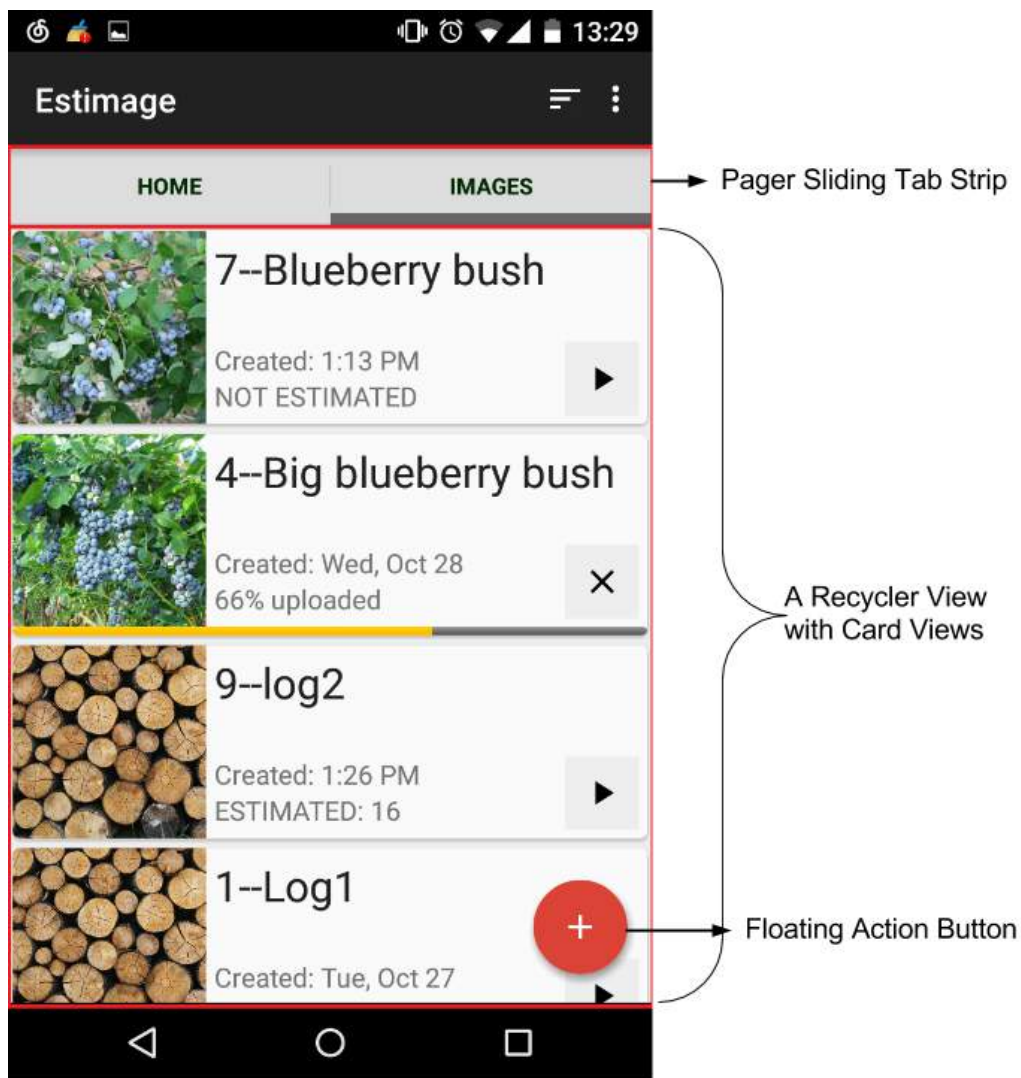 13:29
Estimage
HOME
IMAGES
Pager Sliding Tab Strip
7--Blueberry bush
Created: 1:13 PM
NOT ESTIMATED
4--Big blueberry bush
Created: Wed, Oct 28
66% uploaded
A Recycler View
with Card Views
9--log2
Created: 1:26 PM
ESTIMATED: 16
1--Log1
Floating Action Button
Created: Tue, Oct 27